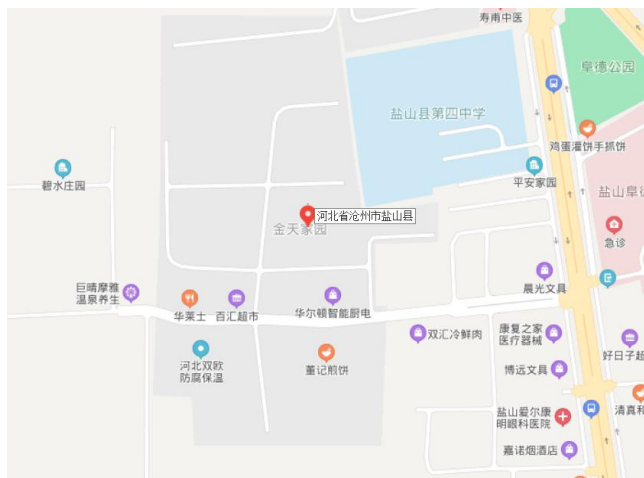 寿甫中医
阜德公园
盐山县第四中学
鸡蛋灌饼手抓饼
碧水庄园
平安家园
盐山阜德
河北省沧州市盐山县
金天家园
急诊
巨晴摩雅
温泉养生
晨光文具
华莱士
百汇超市
华尔顿智能厨电
双汇冷鲜肉
康复之家
医疗器械
好日子超
河北双欧
防腐保温
董记煎饼
博远文具
盐山爱尔康
明眼科医院
清真和
嘉诺烟酒店